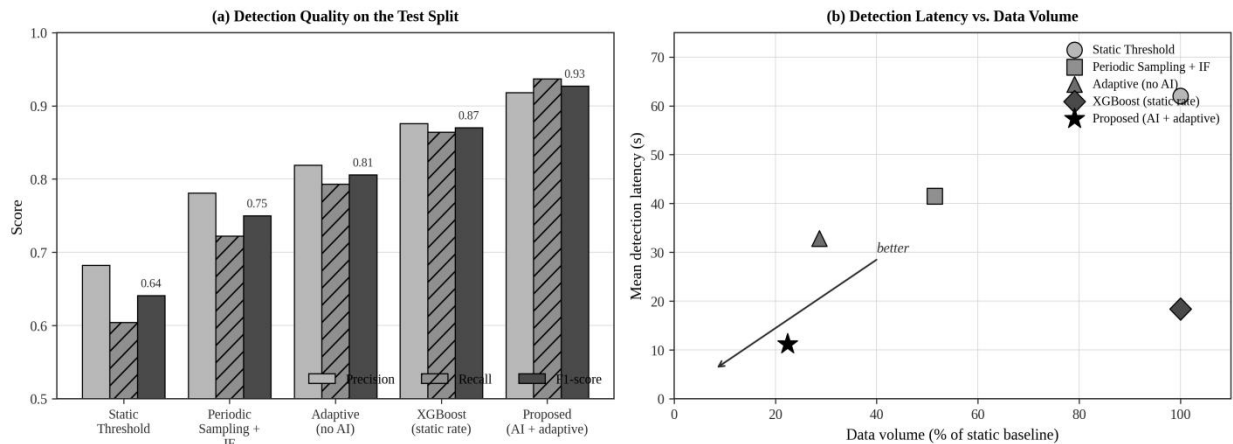 (a) Detection Quality on the Test Split
1.0
0.9
0.8
0.7
0.6
0.5
Score
0.64
0.75
0.81
0.87
0.93
Precision
Recall
F1-score
Static
Threshold
Periodic
Sampling +
IF
Adaptive
(no AI)
XGBoost
(static rate)
Proposed
(AI + adaptive)
(b) Detection Latency vs. Data Volume
Static Threshold
Periodic Sampling + IF
Adaptive (no AI)
XGBoost (static rate)
Proposed (AI + adaptive)
70
60
50
40
30
20
10
0
Mean detection latency (s)
better
0
20
40
60
80
100
Data volume (% of static baseline)